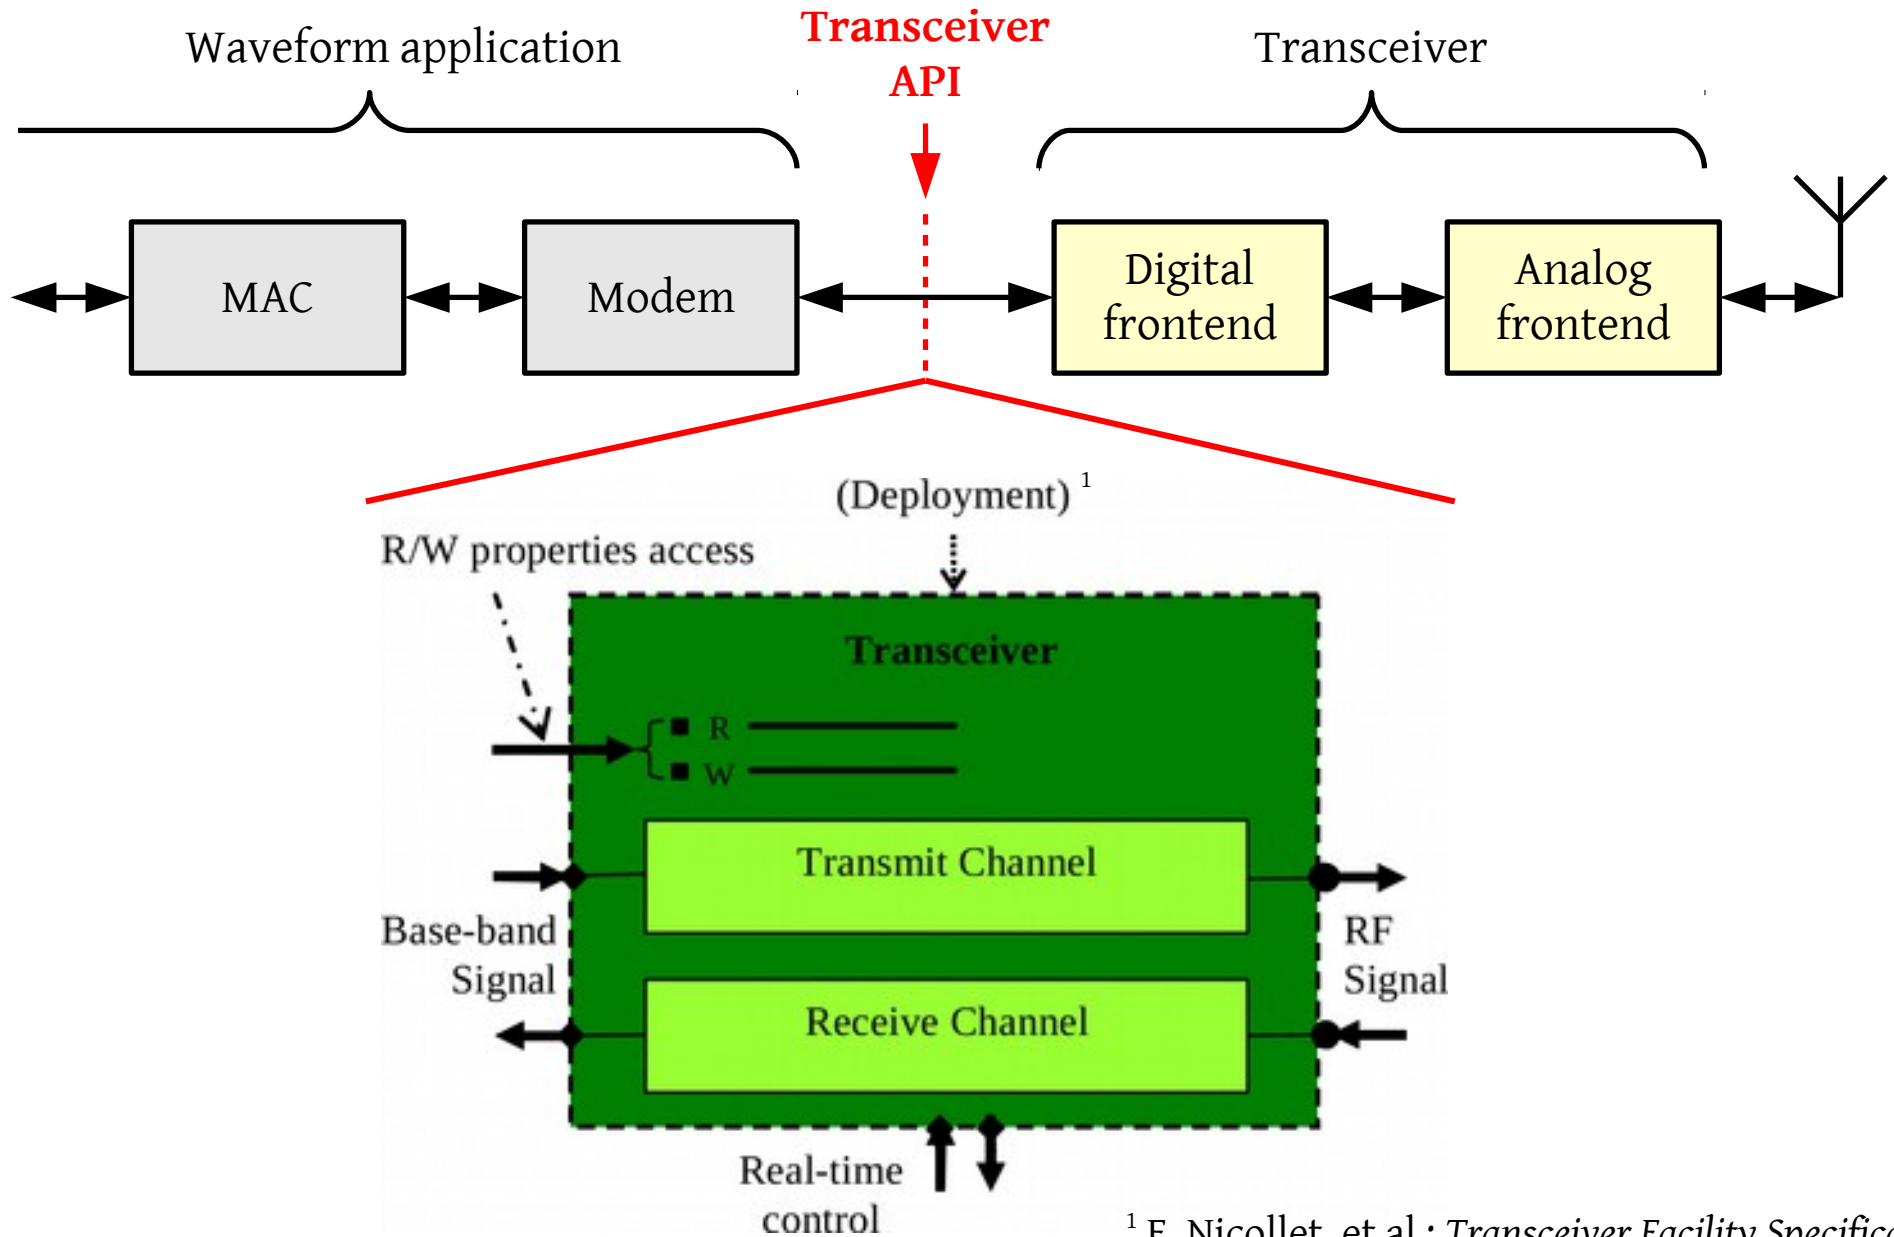 Waveform application
Transceiver
API
Transceiver
MAC
Modem
Digital
frontend
Analog
frontend
(Deployment) 1
R/W properties access
Transceiver
R
W
Transmit Channel
Base-band
Signal
RF
Signal
Receive Channel
Real-time
control
1 E. Nicollet, et al.: Transceiver Facility